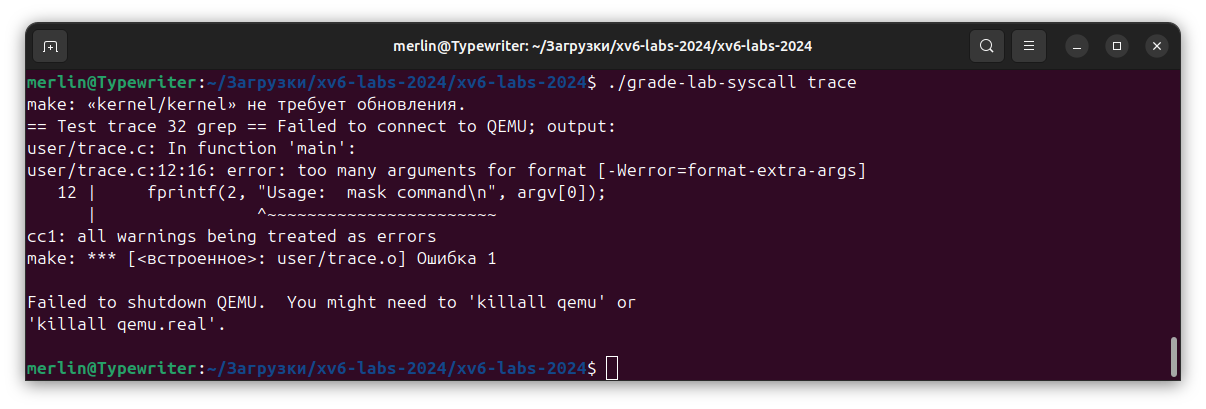 merlin@Typewriter: ~/Загрузки/xv6-labs-2024/xv6-labs-2024
merlin@Typewriter:~/Загрузки/xv6-labs-2024/xv6-labs-2024$ ./grade-lab-syscall trace
make: «kernel/kernel» не требует обновления.
== Test trace 32 grep == Failed to connect to QEMU; output:
user/trace.c: In function 'main':
user/trace.c:12:16: error: too many arguments for format [-Werror=format-extra-args]
   12 |     fprintf(2, "Usage:  mask command\n", argv[0]);
      |                ^~~~~~~~~~~~~~~~~~~~~~~~
cc1: all warnings being treated as errors
make: *** [<встроенное>: user/trace.o] Ошибка 1
Failed to shutdown QEMU.  You might need to 'killall qemu' or
'killall qemu.real'.
merlin@Typewriter:~/Загрузки/xv6-labs-2024/xv6-labs-2024$